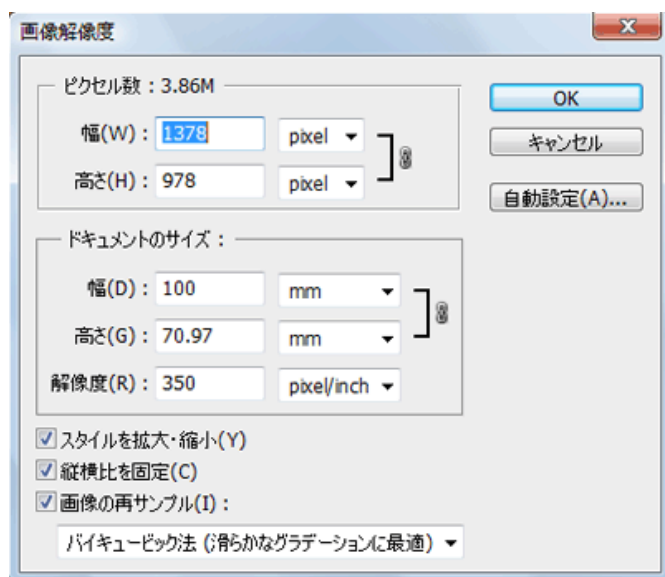 画像解像度
ピクセル数：3.86M
幅(W)：1378 pixel
高さ(H)：978 pixel
OK
キャンセル
自動設定(A)...
ドキュメントのサイズ：
幅(D)：100 mm
高さ(G)：70.97 mm
解像度(R)：350 pixel/inch
スタイルを拡大・縮小(Y)
縦横比を固定(C)
画像の再サンプル(I)：
バイキュービック法 (滑らかなグラデーションに最適)